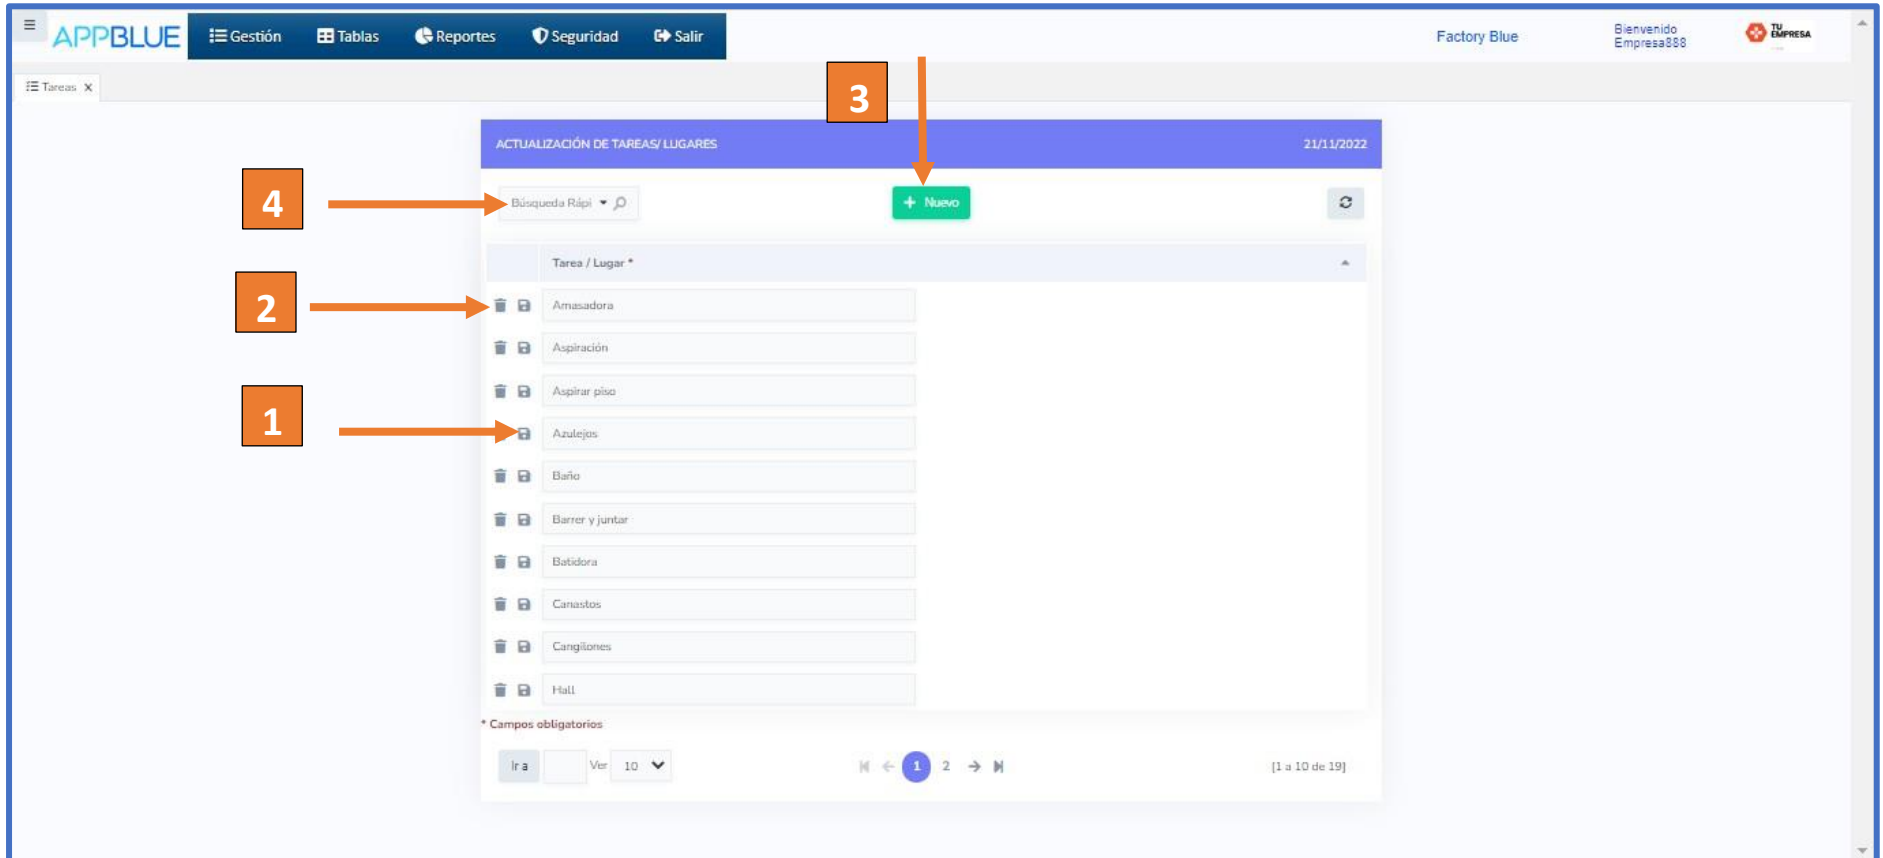 APPBLUE Gestión Tablas Reportes Seguridad Salir Factory Blue Bienvenido
Empresa888
TU
EMPRESA
Tareas x
3
ACTUALIZACIÓN DE TAREAS/ LUGARES 21/11/2022
4
Búsqueda Rápi
+ Nuevo
Tarea / Lugar *
2
Amasadora
Aspiración
Aspirar piso
1
Azulejos
Baño
Barrer y juntar
Batidora
Canastos
Cangilones
Hall
* Campos obligatorios
Ir a Ver 10 1 2 [1 a 10 de 19]